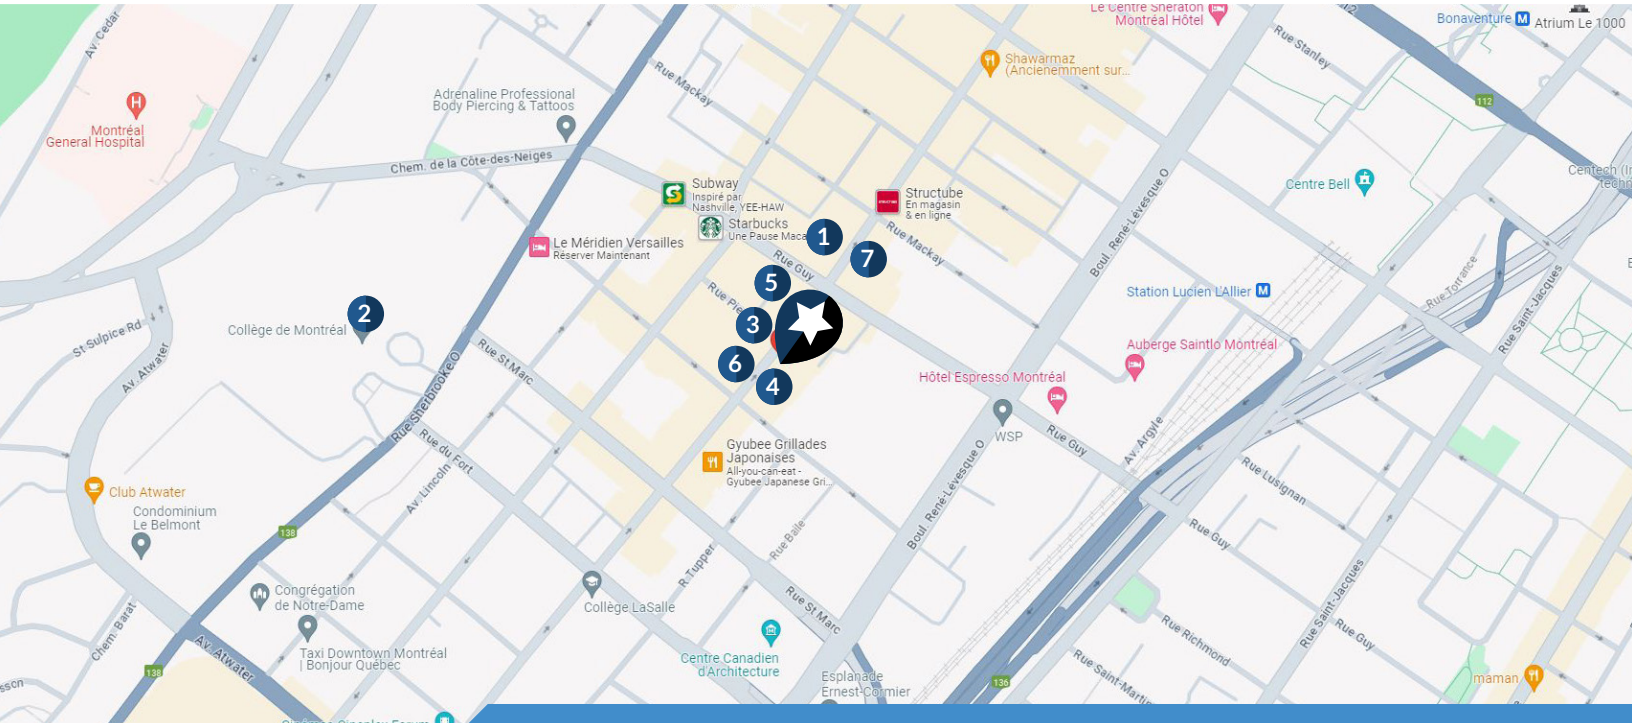 Le Centre Sheraton
Montréal Hôtel
112
Bonaventure M
Atrium Le 1000
Av. Cedar
Rue Stanley
Shawarmaz
(Anciennement sur...
Rue Mackay
Adrenaline Professional
Body Piercing & Tattoos
112
H
Montréal
General Hospital
Chem. de la Côte-des-Neiges
Centre Bell
Subway
Inspiré par
Nashville, YEE-HAW
Structube
En magasin
& en ligne
Starbucks
Une Pause Maca
1
7
Rue Mackay
Boul. René-Lévesque O
Le Méridien Versailles
Réserver Maintenant
Rue Guy
5
Rue Torrance
Station Lucien L'Allier M
2
Collège de Montréal
3
Rue Saint-Jacques
St Sulpice Rd
Av. Atwater
Rue St Marc
Auberge Saintlo Montréal
6
4
Hôtel Espresso Montréal
Rue Sherbrooke O
WSP
Rue Guy
Av. Argyle
Rue du Fort
Gyubee Grillades
Japonaises
All-you-can-eat -
Gyubee Japanese Gri...
Av. Lincoln
Boul. René-Lévesque O
Rue Lusignan
Club Atwater
Condominium
Le Belmont
138
Rue Baile
Rue Guy
R. Tupper
Congrégation
de Notre-Dame
Collège LaSalle
Rue St Marc
Rue Saint-Jacques
Chem. Barat
Taxi Downtown Montréal
| Bonjour Québec
Av. Atwater
138
Centre Canadien
d'Architecture
Rue Richmond
Rue Guy
Esplanade
Ernest-Cormier
136
maman